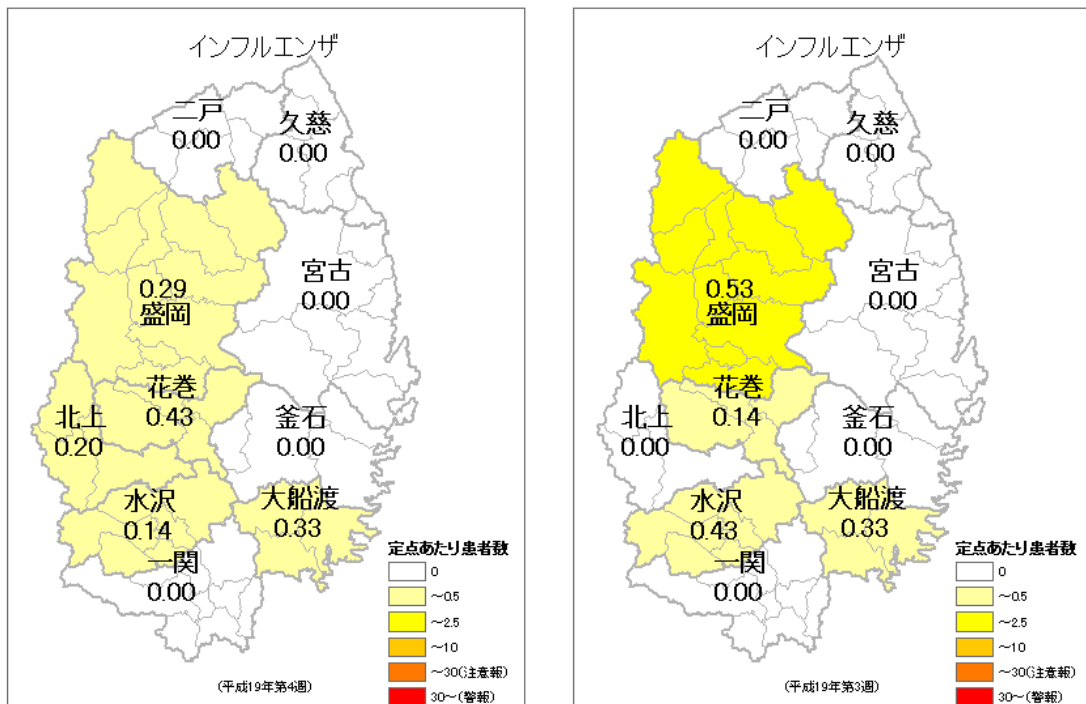 インフルエンザ
二戸
0.00
久慈
0.00
宮古
0.00
0.29
盛岡
花巻
0.43
北上
0.20
釜石
0.00
水沢
0.14
大船渡
0.33
一関
0.00
定点あたり患者数
0
～0.5
～2.5
～10
～30(注意報)
30～(警報)
(平成19年第4週)
インフルエンザ
二戸
0.00
久慈
0.00
宮古
0.00
0.53
盛岡
花巻
0.14
北上
0.00
釜石
0.00
水沢
0.43
大船渡
0.33
一関
0.00
定点あたり患者数
0
～0.5
～2.5
～10
～30(注意報)
30～(警報)
(平成19年第3週)